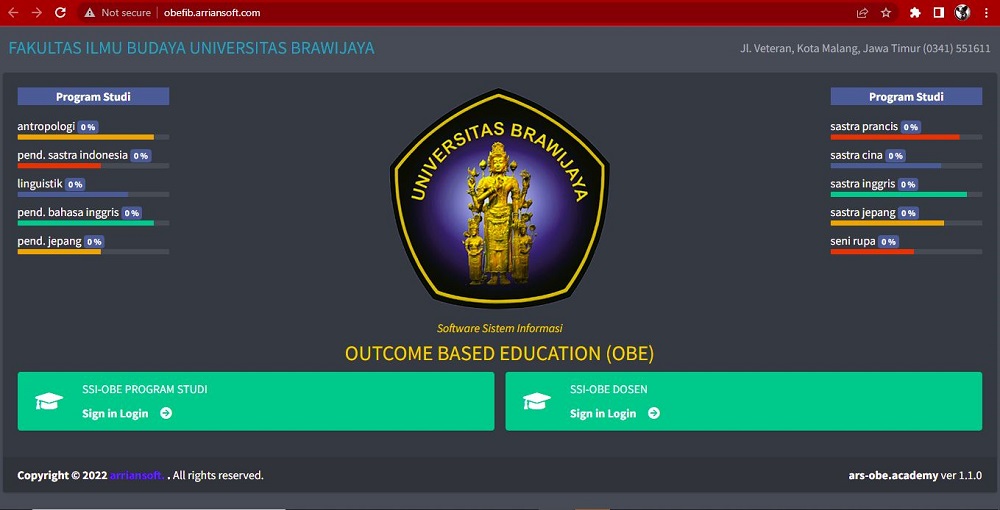 Not secure | obefib.arriansoft.com
FAKULTAS ILMU BUDAYA UNIVERSITAS BRAWIJAYA
Jl. Veteran, Kota Malang, Jawa Timur (0341) 551611
Program Studi
antropologi 0 %
pend. sastra indonesia 0 %
linguistik 0 %
pend. bahasa inggris 0 %
pend. jepang 0 %
UNIVERSITAS BRAWIJAYA
Program Studi
sastra prancis 0 %
sastra cina 0 %
sastra inggris 0 %
sastra jepang 0 %
seni rupa 0 %
Software Sistem Informasi
OUTCOME BASED EDUCATION (OBE)
SSI-OBE PROGRAM STUDI
Sign in Login
SSI-OBE DOSEN
Sign in Login
Copyright © 2022 arriansoft. . All rights reserved.
ars-obe.academy ver 1.1.0